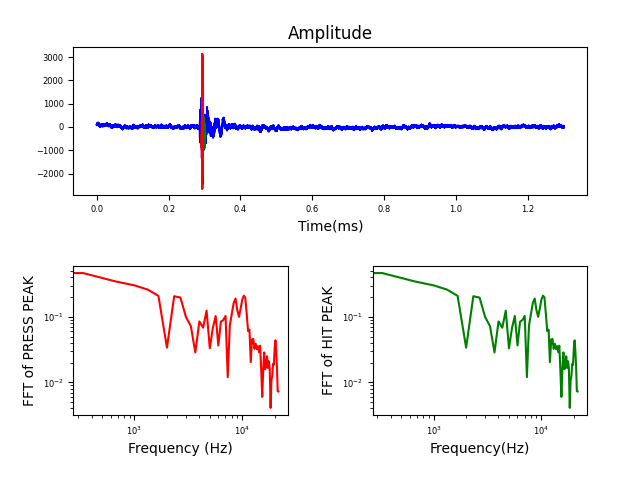 Amplitude
3000
2000
1000
0
−1000
−2000
0.0 0.2 0.4 0.6 0.8 1.0 1.2
Time(ms)
FFT of PRESS PEAK
10⁻¹
10⁻²
10³ 10⁴
Frequency (Hz)
FFT of HIT PEAK
10⁻¹
10⁻²
10³ 10⁴
Frequency(Hz)